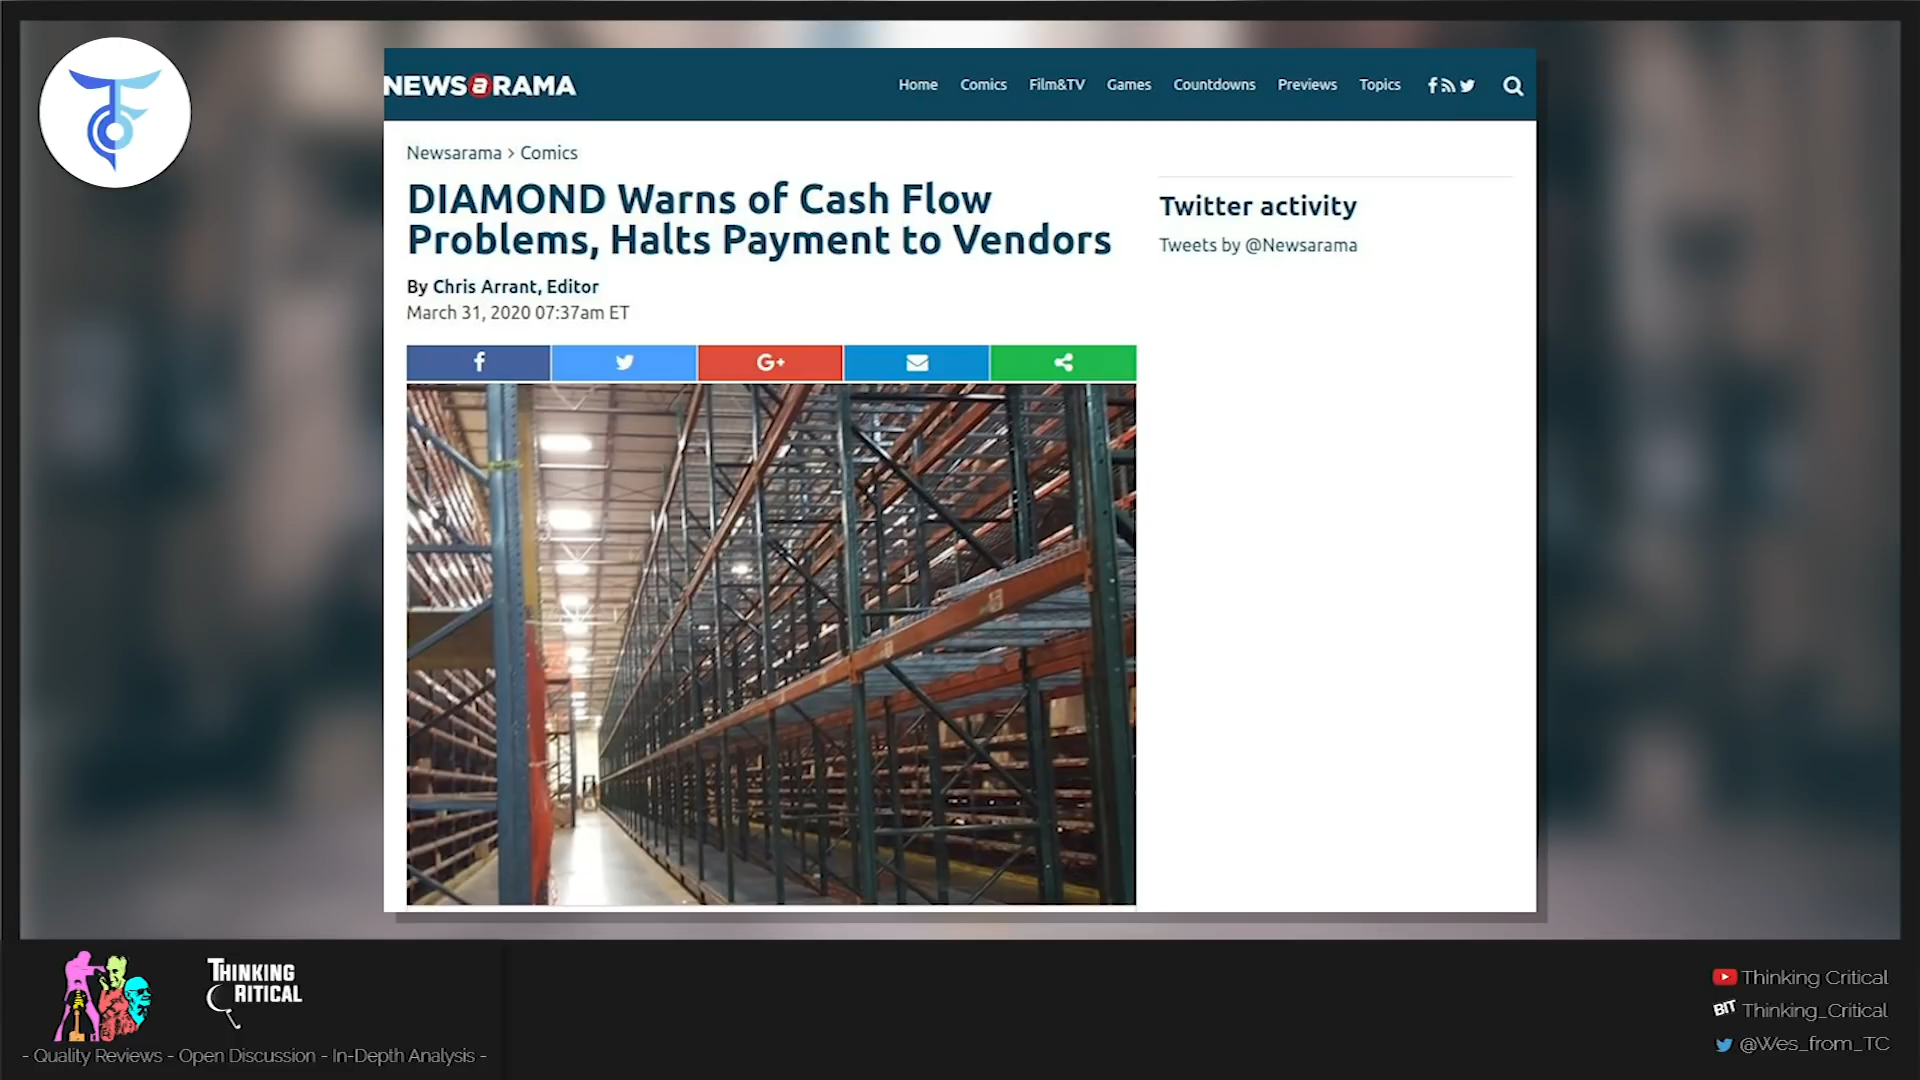 NEWSaRAMA
Home Comics Film&TV Games Countdowns Previews Topics
Newsarama > Comics
DIAMOND Warns of Cash Flow
Problems, Halts Payment to Vendors
By Chris Arrant, Editor
March 31, 2020 07:37am ET
G+
Twitter activity
Tweets by @Newsarama
THINKING
CRITICAL
- Quality Reviews - Open Discussion - In-Depth Analysis -
Thinking Critical
BIT Thinking_Critical
@Wes_from_TC